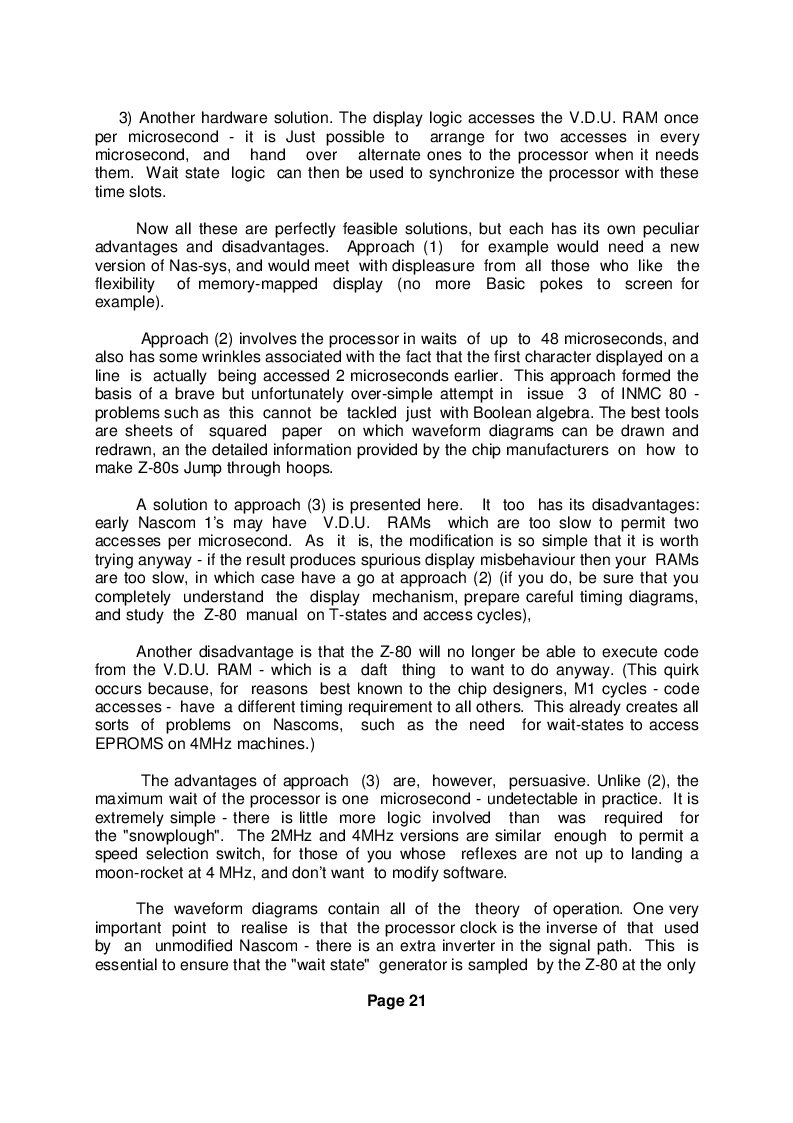 3) Another hardware solution. The display logic accesses the V.D.U. RAM once
per microsecond - it is Just possible to arrange for two accesses in every
microsecond, and hand over alternate ones to the processor when it needs
them. Wait state logic can then be used to synchronize the processor with these
time slots.
Now all these are perfectly feasible solutions, but each has its own peculiar
advantages and disadvantages. Approach (1) for example would need a new
version of Nas-sys, and would meet with displeasure from all those who like the
flexibility of memory-mapped display (no more Basic pokes to screen for
example).
Approach (2) involves the processor in waits of up to 48 microseconds, and
also has some wrinkles associated with the fact that the first character displayed on a
line is actually being accessed 2 microseconds earlier. This approach formed the
basis of a brave but unfortunately over-simple attempt in issue 3 of INMC 80 -
problems such as this cannot be tackled just with Boolean algebra. The best tools
are sheets of squared paper on which waveform diagrams can be drawn and
redrawn, an the detailed information provided by the chip manufacturers on how to
make Z-80s Jump through hoops.
A solution to approach (3) is presented here. It too has its disadvantages:
early Nascom 1's may have V.D.U. RAMs which are too slow to permit two
accesses per microsecond. As it is, the modification is so simple that it is worth
trying anyway - if the result produces spurious display misbehaviour then your RAMs
are too slow, in which case have a go at approach (2) (if you do, be sure that you
completely understand the display mechanism, prepare careful timing diagrams,
and study the Z-80 manual on T-states and access cycles),
Another disadvantage is that the Z-80 will no longer be able to execute code
from the V.D.U. RAM - which is a daft thing to want to do anyway. (This quirk
occurs because, for reasons best known to the chip designers, M1 cycles - code
accesses - have a different timing requirement to all others. This already creates all
sorts of problems on Nascoms, such as the need for wait-states to access
EPROMS on 4MHz machines.)
The advantages of approach (3) are, however, persuasive. Unlike (2), the
maximum wait of the processor is one microsecond - undetectable in practice. It is
extremely simple - there is little more logic involved than was required for
the "snowplough". The 2MHz and 4MHz versions are similar enough to permit a
speed selection switch, for those of you whose reflexes are not up to landing a
moon-rocket at 4 MHz, and don't want to modify software.
The waveform diagrams contain all of the theory of operation. One very
important point to realise is that the processor clock is the inverse of that used
by an unmodified Nascom - there is an extra inverter in the signal path. This is
essential to ensure that the "wait state" generator is sampled by the Z-80 at the only
Page 21